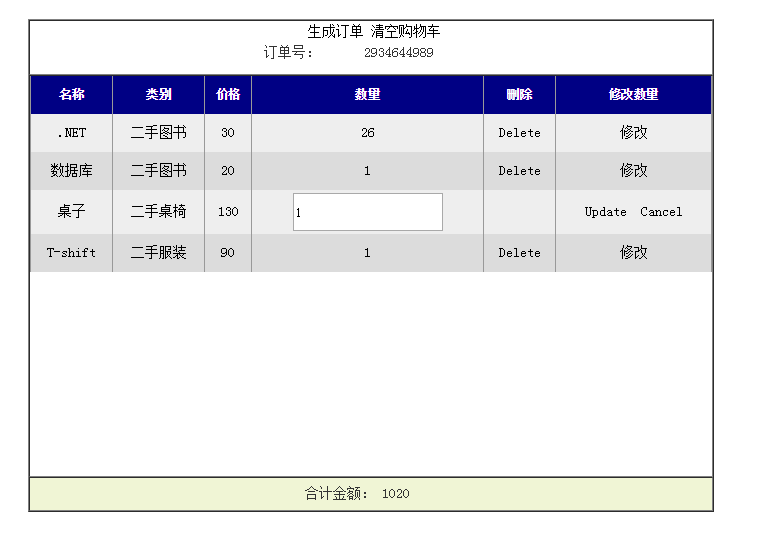 生成订单 清空购物车
订单号： 2934644989
名称 类别 价格 数量 删除 修改数量
.NET 二手图书 30 26 Delete 修改
数据库 二手图书 20 1 Delete 修改
桌子 二手桌椅 130 1 Update Cancel
T-shift 二手服装 90 1 Delete 修改
合计金额： 1020